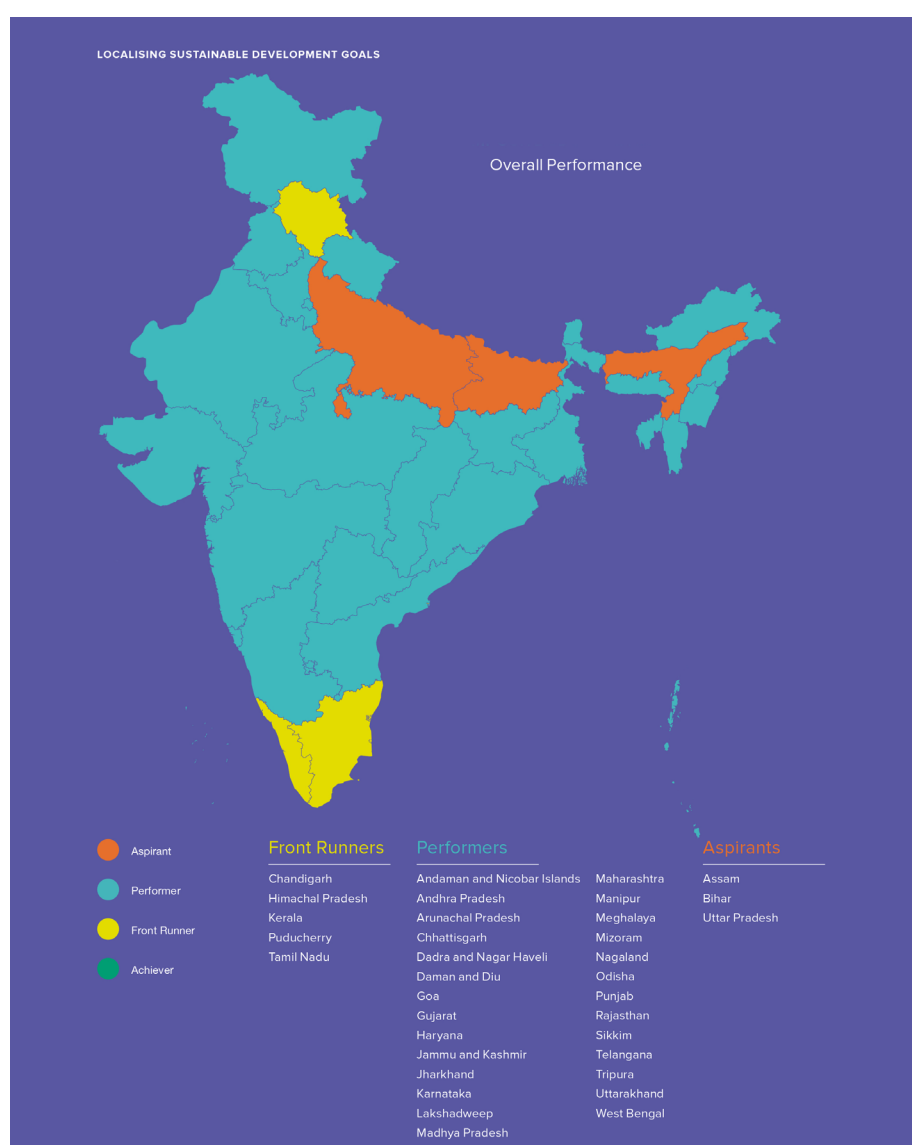 LOCALISING SUSTAINABLE DEVELOPMENT GOALS
Overall Performance
Aspirant
Performer
Front Runner
Achiever
Front Runners
Chandigarh
Himachal Pradesh
Kerala
Puducherry
Tamil Nadu
Performers
Andaman and Nicobar Islands
Andhra Pradesh
Arunachal Pradesh
Chhattisgarh
Dadra and Nagar Haveli
Daman and Diu
Goa
Gujarat
Haryana
Jammu and Kashmir
Jharkhand
Karnataka
Lakshadweep
Madhya Pradesh
Maharashtra
Manipur
Meghalaya
Mizoram
Nagaland
Odisha
Punjab
Rajasthan
Sikkim
Telangana
Tripura
Uttarakhand
West Bengal
Aspirants
Assam
Bihar
Uttar Pradesh